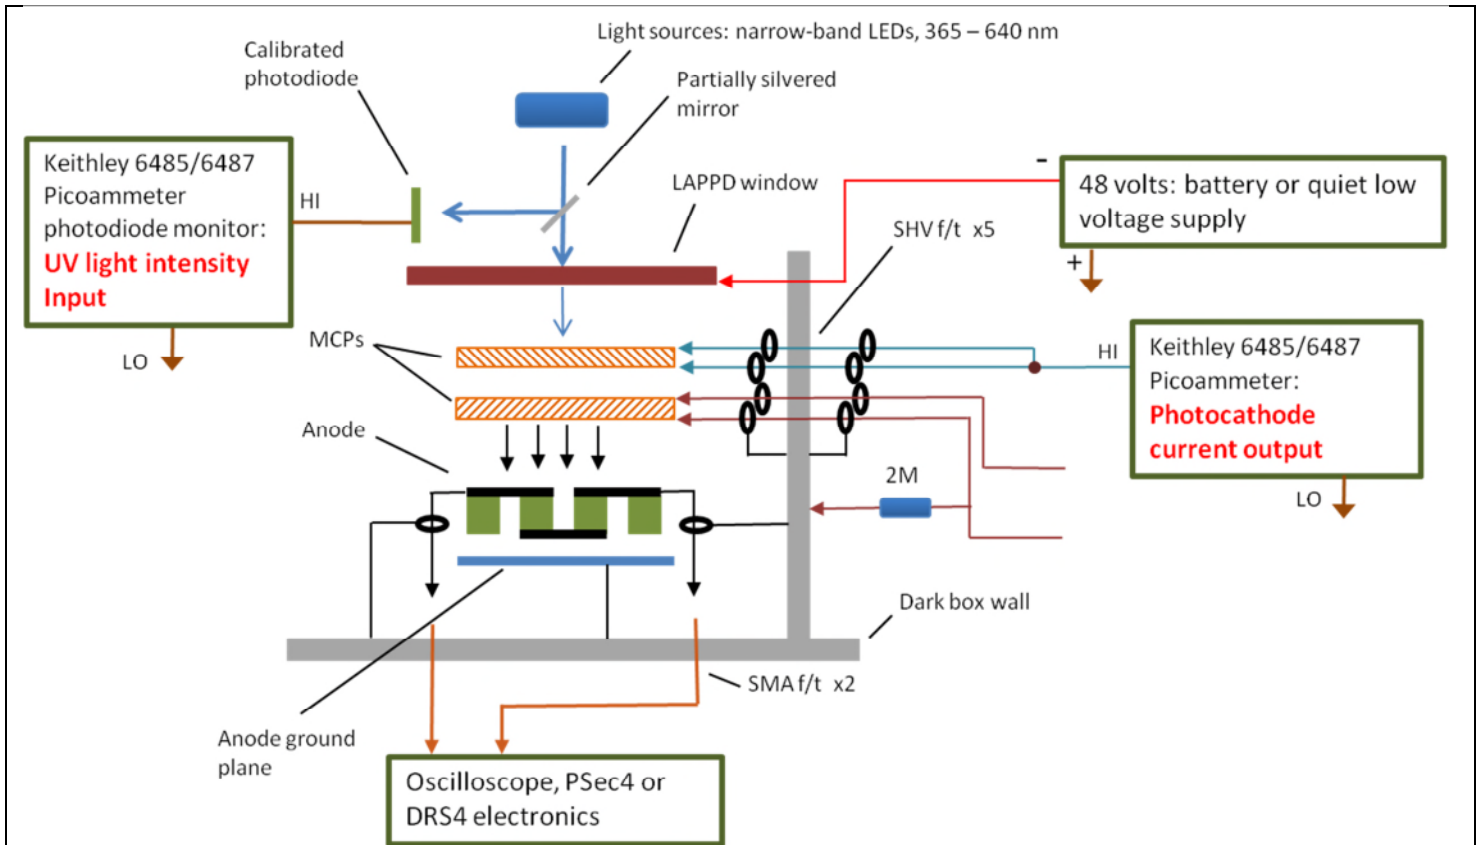 Light sources: narrow-band LEDs, 365 – 640 nm
Calibrated
photodiode
Partially silvered
mirror
Keithley 6485/6487
Picoammeter
photodiode monitor:
UV light intensity
Input
HI
LO
LAPPD window
-
48 volts: battery or quiet low
voltage supply
+
SHV f/t x5
MCPs
HI
Keithley 6485/6487
Picoammeter:
Photocathode
current output
LO
Anode
2M
Dark box wall
SMA f/t x2
Anode ground
plane
Oscilloscope, PSec4 or
DRS4 electronics